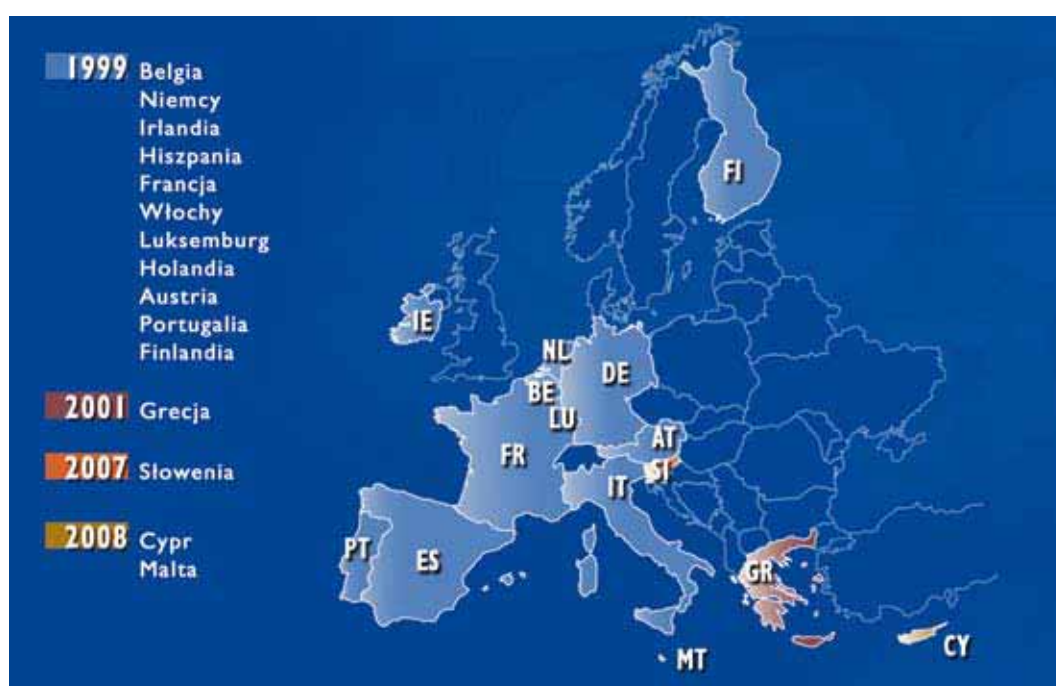 1999 Belgia
Niemcy
Irlandia
Hiszpania
Francja
Włochy
Luksemburg
Holandia
Austria
Portugalia
Finlandia
2001 Grecja
2007 Słowenia
2008 Cypr
Malta
FI
IE
NL
DE
BE
LU
AT
FR
SI
IT
PT
ES
GR
CY
MT